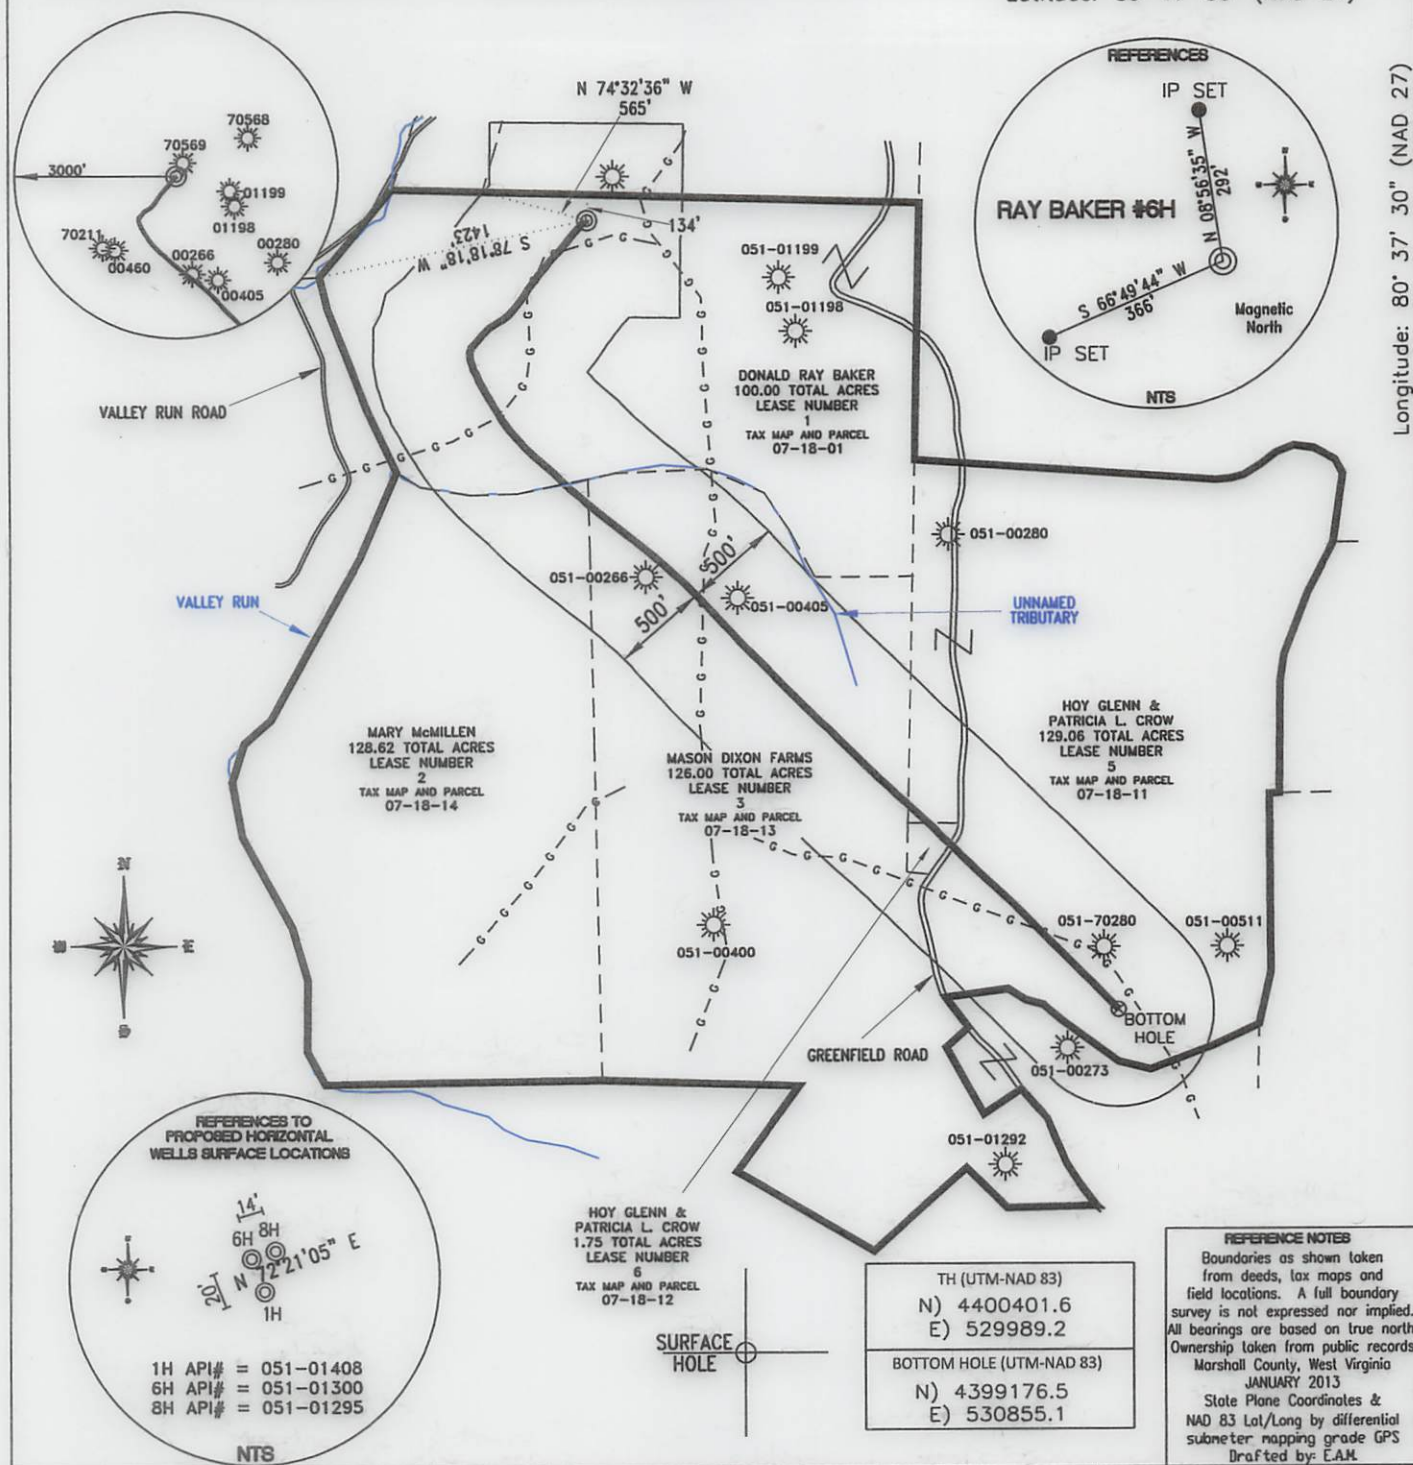 Longitude: 80° 37' 30" (NAD 27)
REFERENCES
IP SET
N 08°56'35" W
292'
RAY BAKER #6H
S 66°49'44" W
366'
IP SET
Magnetic
North
NTS
70568
70569
3000'
01199
01198
70211
00460
00266
00280
00405
N 74°32'36" W
565'
134'
S 78°18'18" W
1423'
051-01199
051-01198
VALLEY RUN ROAD
DONALD RAY BAKER
100.00 TOTAL ACRES
LEASE NUMBER
1
TAX MAP AND PARCEL
07-18-01
051-00280
051-00266
500'
051-00405
500'
VALLEY RUN
UNNAMED
TRIBUTARY
MARY McMILLEN
128.62 TOTAL ACRES
LEASE NUMBER
2
TAX MAP AND PARCEL
07-18-14
MASON DIXON FARMS
126.00 TOTAL ACRES
LEASE NUMBER
3
TAX MAP AND PARCEL
07-18-13
HOY GLENN &
PATRICIA L. CROW
129.06 TOTAL ACRES
LEASE NUMBER
5
TAX MAP AND PARCEL
07-18-11
N
E
S
051-00400
051-70280
051-00511
BOTTOM
HOLE
GREENFIELD ROAD
051-00273
051-01292
REFERENCES TO
PROPOSED HORIZONTAL
WELLS SURFACE LOCATIONS
14'
6H 8H
N 72°21'05" E
20'
1H
1H API# = 051-01408
6H API# = 051-01300
8H API# = 051-01295
NTS
HOY GLENN &
PATRICIA L. CROW
1.75 TOTAL ACRES
LEASE NUMBER
6
TAX MAP AND PARCEL
07-18-12
SURFACE
HOLE
TH (UTM-NAD 83)
N) 4400401.6
E) 529989.2
BOTTOM HOLE (UTM-NAD 83)
N) 4399176.5
E) 530855.1
REFERENCE NOTES
Boundaries as shown taken
from deeds, tax maps and
field locations. A full boundary
survey is not expressed nor implied.
All bearings are based on true north
Ownership taken from public records
Marshall County, West Virginia
JANUARY 2013
State Plane Coordinates &
NAD 83 Lat/Long by differential
submeter mapping grade GPS
Drafted by: E.A.M.